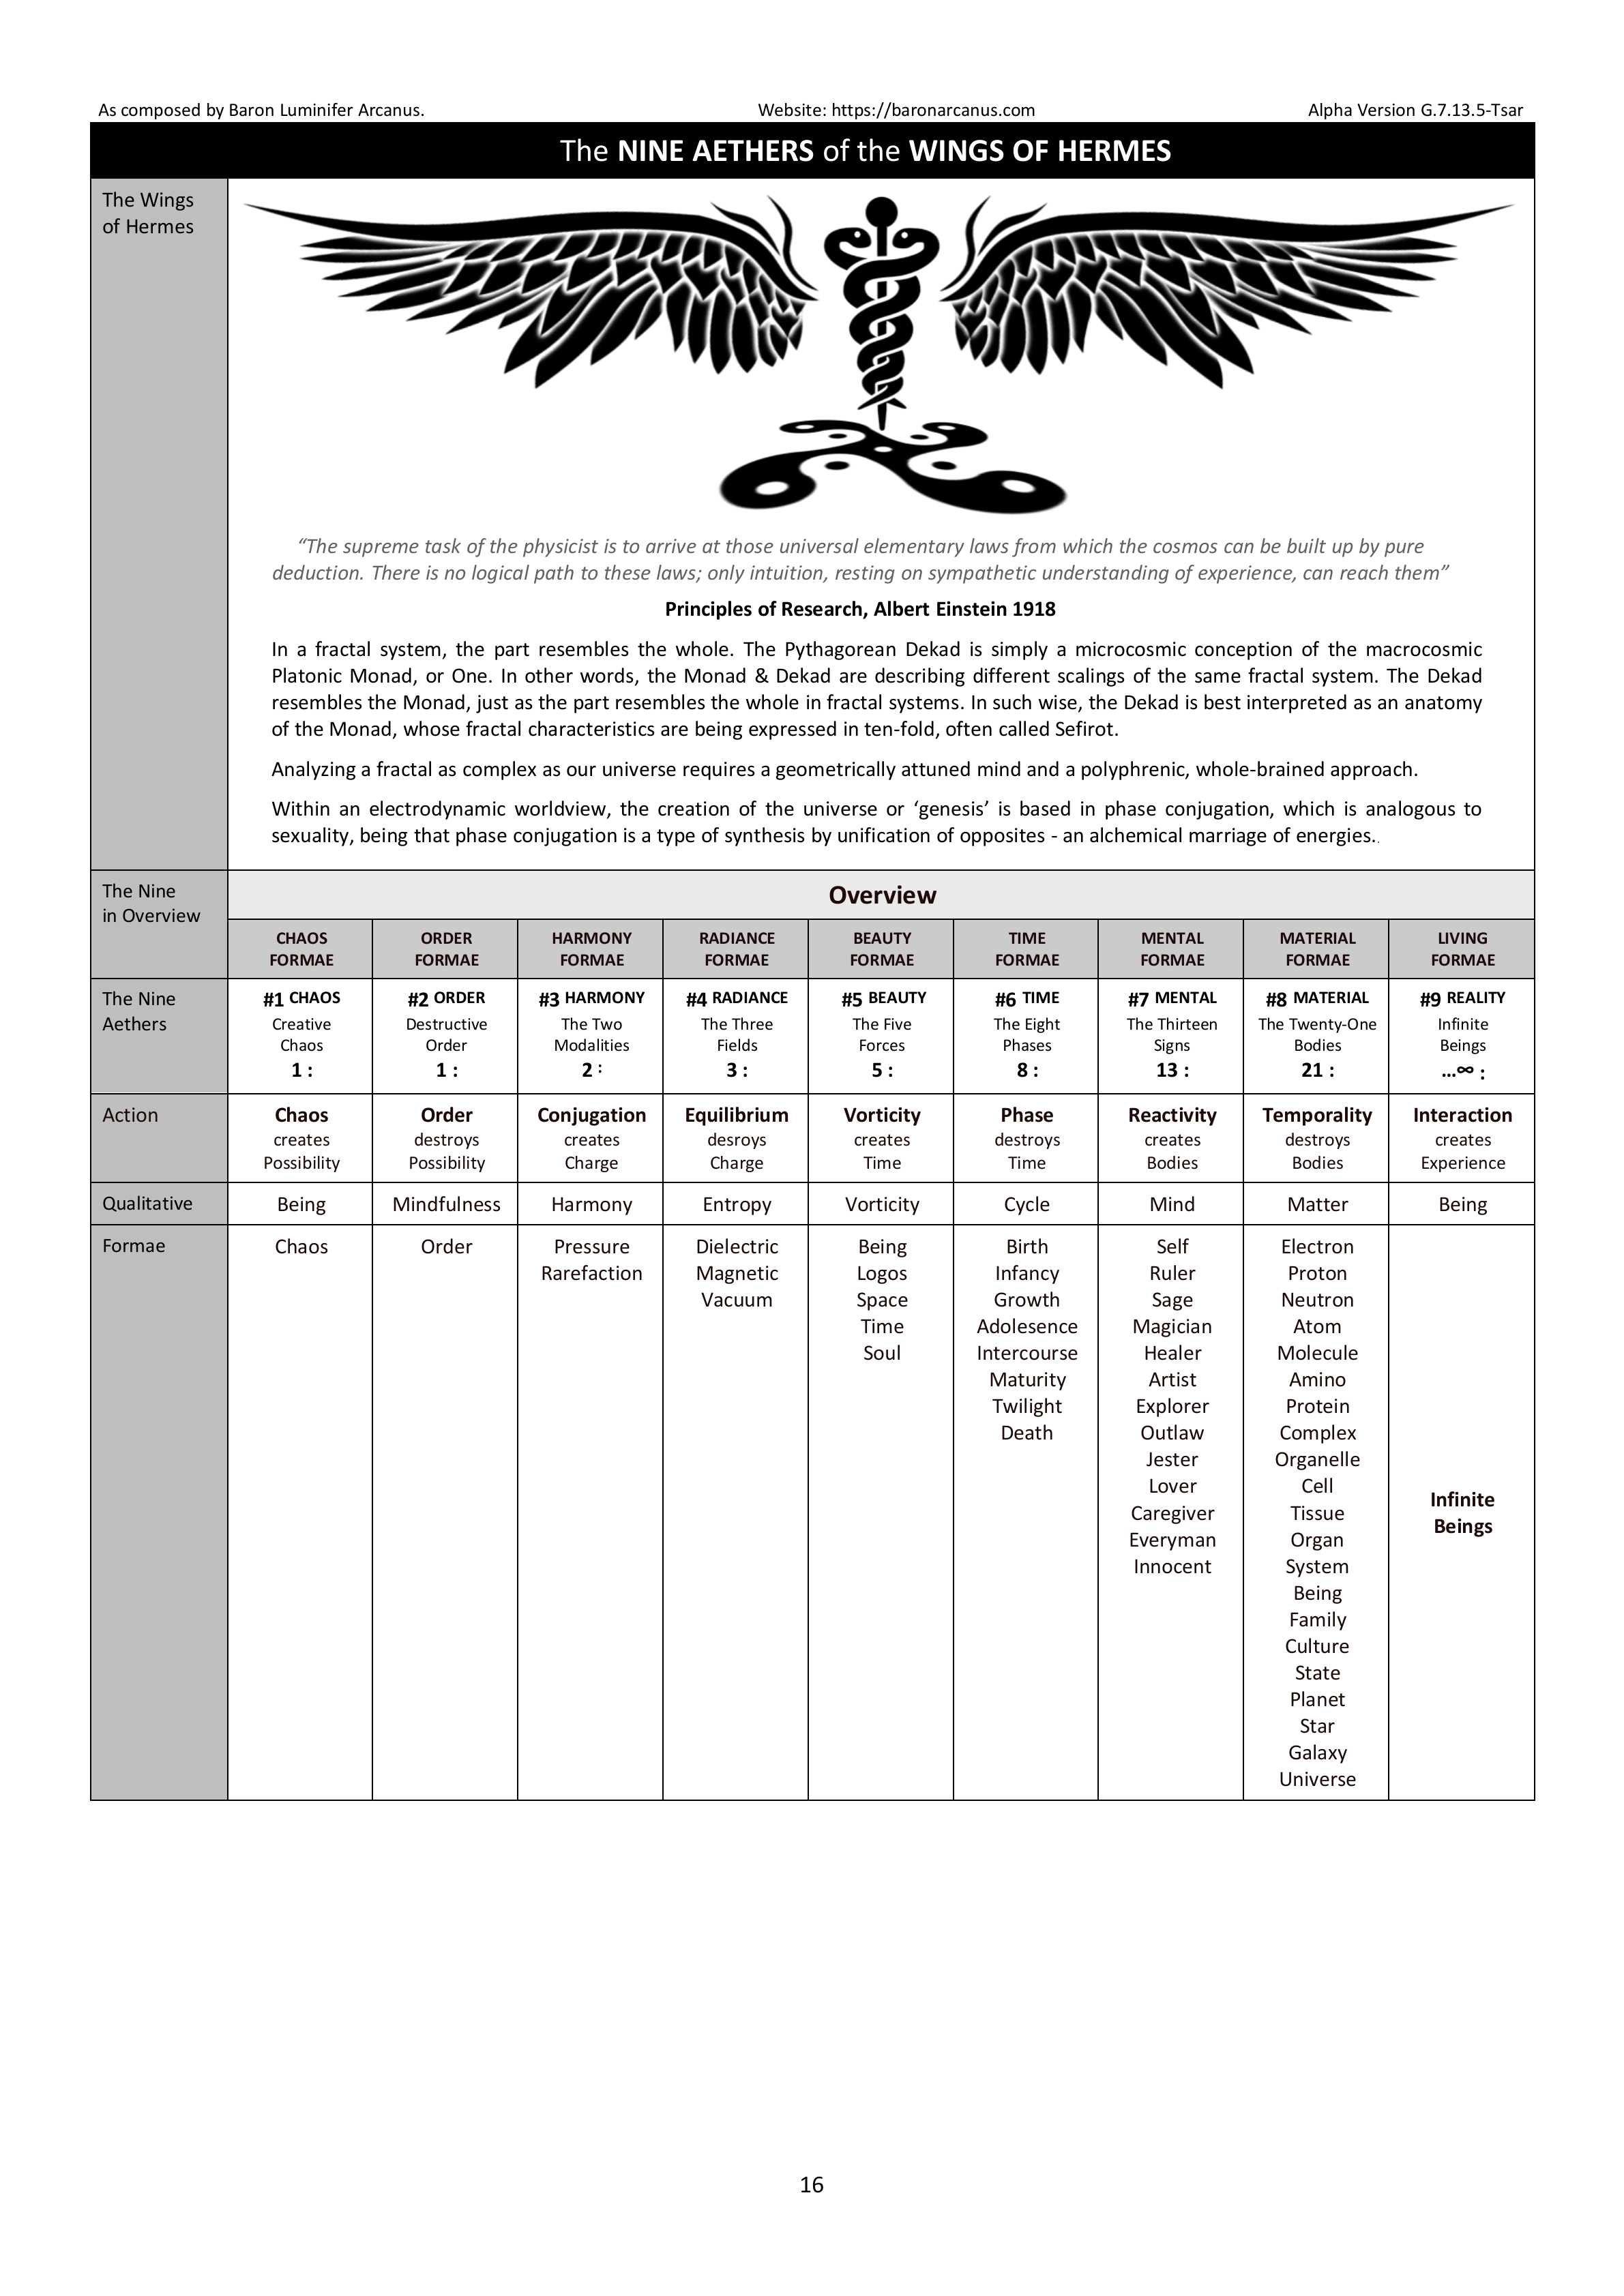 As composed by Baron Luminifer Arcanus. Website: https://baronarcanus.com Alpha Version G.7.13.5-Tsar
The NINE AETHERS of the WINGS OF HERMES
The Wings
of Hermes
“The supreme task of the physicist is to arrive at those universal elementary laws from which the cosmos can be built up by pure
deduction. There is no logical path to these laws; only intuition, resting on sympathetic understanding of experience, can reach them”
Principles of Research, Albert Einstein 1918
In a fractal system, the part resembles the whole. The Pythagorean Dekad is simply a microcosmic conception of the macrocosmic
Platonic Monad, or One. In other words, the Monad & Dekad are describing different scalings of the same fractal system. The Dekad
resembles the Monad, just as the part resembles the whole in fractal systems. In such wise, the Dekad is best interpreted as an anatomy
of the Monad, whose fractal characteristics are being expressed in ten-fold, often called Sefirot.
Analyzing a fractal as complex as our universe requires a geometrically attuned mind and a polyphrenic, whole-brained approach.
Within an electrodynamic worldview, the creation of the universe or ‘genesis’ is based in phase conjugation, which is analogous to
sexuality, being that phase conjugation is a type of synthesis by unification of opposites - an alchemical marriage of energies..
The Nine
in Overview
Overview
CHAOS ORDER HARMONY RADIANCE BEAUTY TIME MENTAL MATERIAL LIVING
FORMAE FORMAE FORMAE FORMAE FORMAE FORMAE FORMAE FORMAE FORMAE
The Nine #1 CHAOS #2 ORDER #3 HARMONY #4 RADIANCE #5 BEAUTY #6 TIME #7 MENTAL #8 MATERIAL #9 REALITY
Aethers Creative Destructive The Two The Three The Five The Eight The Thirteen The Twenty-One Infinite
Chaos Order Modalities Fields Forces Phases Signs Bodies Beings
1 : 1 : 2 : 3 : 5 : 8 : 13 : 21 : ...∞ :
Action Chaos Order Conjugation Equilibrium Vorticity Phase Reactivity Temporality Interaction
creates destroys creates desroys creates destroys creates destroys creates
Possibility Possibility Charge Charge Time Time Bodies Bodies Experience
Qualitative Being Mindfulness Harmony Entropy Vorticity Cycle Mind Matter Being
Formae Chaos Order Pressure Dielectric Being Birth Self Electron
Rarefaction Magnetic Logos Infancy Ruler Proton
Vacuum Space Growth Sage Neutron
Time Adolesence Magician Atom
Soul Intercourse Healer Molecule
Maturity Artist Amino
Twilight Explorer Protein
Death Outlaw Complex
Jester Organelle
Lover Cell
Caregiver Tissue
Everyman Organ
Innocent System
Being
Family
Culture
State
Planet
Star
Galaxy
Universe
Infinite
Beings
16